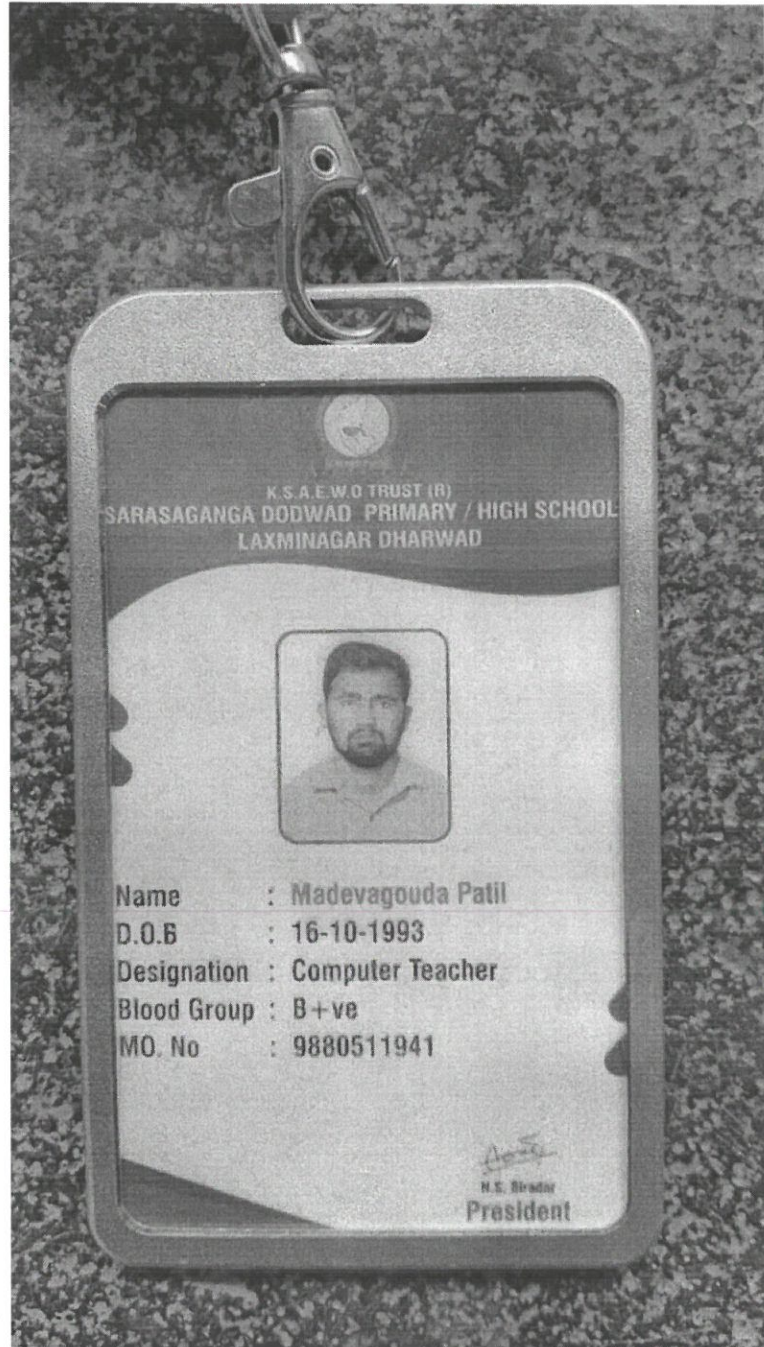 K.S.A.E.W.O TRUST (R)
SARASAGANGA DODWAD PRIMARY / HIGH SCHOOL
LAXMINAGAR DHARWAD
Name : Madevagouda Patil
D.O.B : 16-10-1993
Designation : Computer Teacher
Blood Group : B+ve
MO. No : 9880511941
N.S. Biradar
President